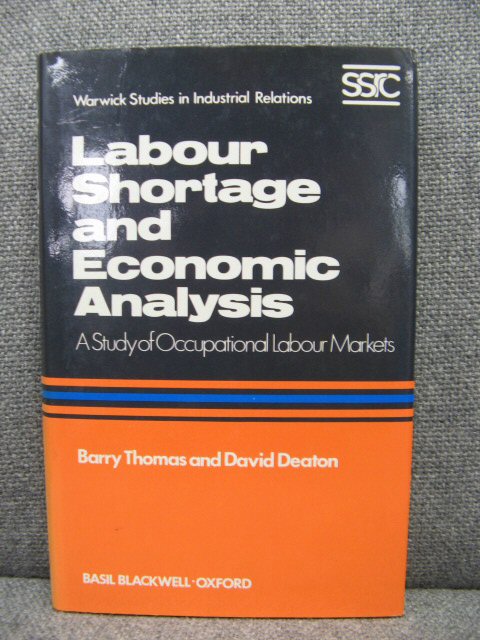 Warwick Studies in Industrial Relations
ssrc
Labour
Shortage
and
Economic
Analysis
A Study of Occupational Labour Markets
Barry Thomas and David Deaton
BASIL BLACKWELL·OXFORD